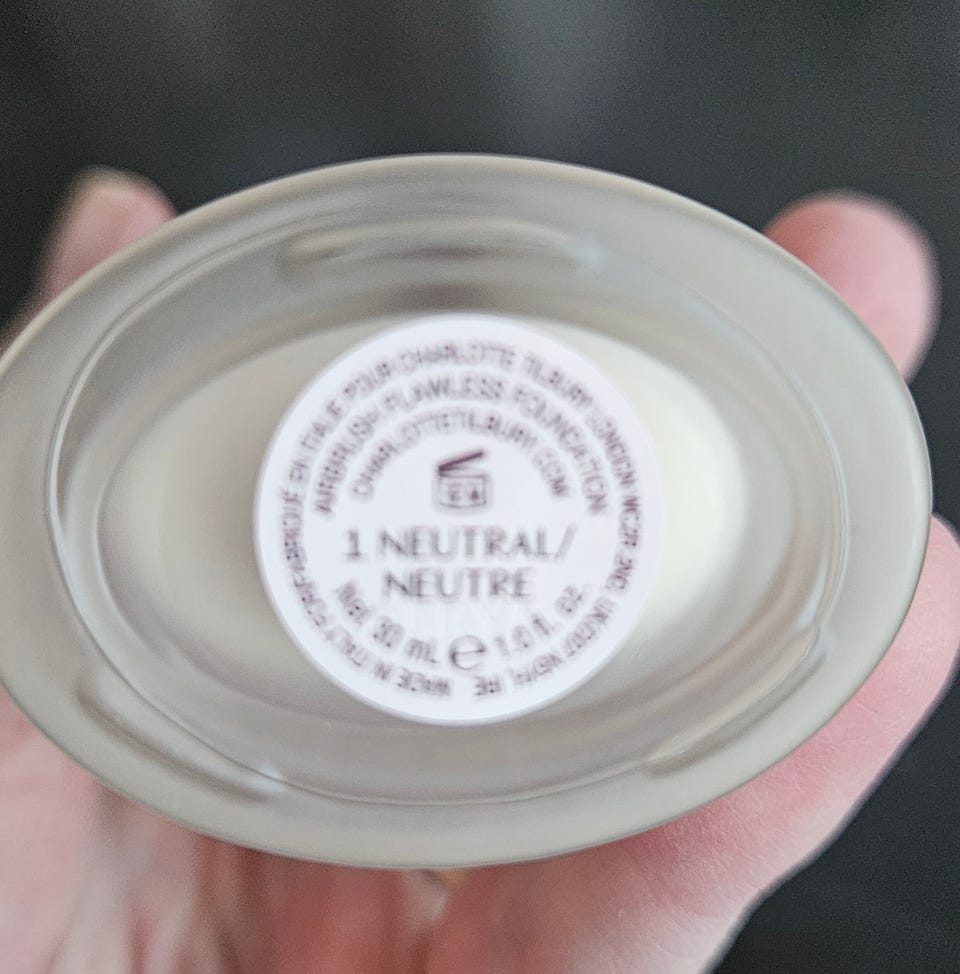 FABRIQUÉ EN ITALIE POUR CHARLOTTE TILBURY LONDON WC2R
AIRBRUSH FLAWLESS FOUNDATION
CHARLOTTETILBURY.COM
1 NEUTRAL/
NEUTRE
Net 30 mL e 1.0 fl. oz.
MADE IN ITALY FOR/